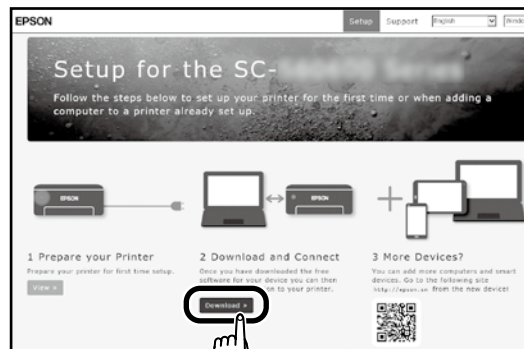 EPSON
Setup Support English
Setup for the SC-
Follow the steps below to set up your printer for the first time or when adding a
computer to a printer already set up.
EPSON
EPSON
1 Prepare your Printer
Prepare your printer for first time setup.
View »
2 Download and Connect
Once you have downloaded the free
software for your device you can then
on to your printer.
Download »
3 More Devices?
You can add more computers and smart
devices. Go to the following site
http://epson.sn from the new device!